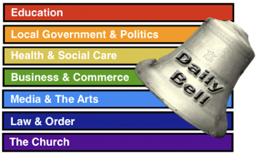 Education
Local Government & Politics
Health & Social Care
Business & Commerce
Media & The Arts
Law & Order
The Church
Daily
Bell